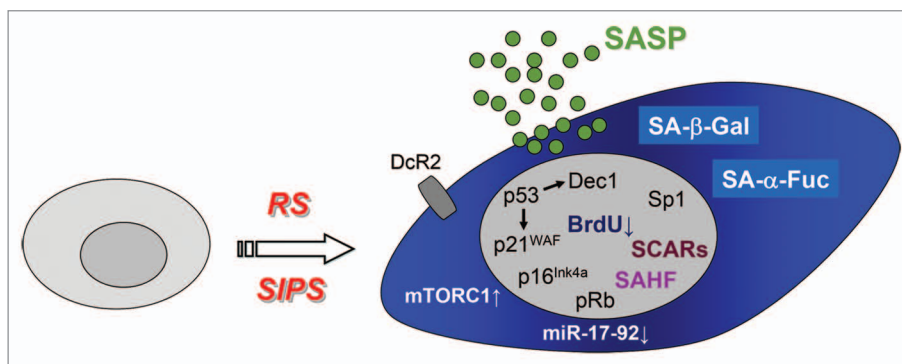 SASP
SA-β-Gal
DcR2
SA-α-Fuc
Dec1
p53
Sp1
RS
BrdU↓
p21WAF
SCARs
SIPS
p16Ink4a
SAHF
mTORC1↑
pRb
miR-17-92↓